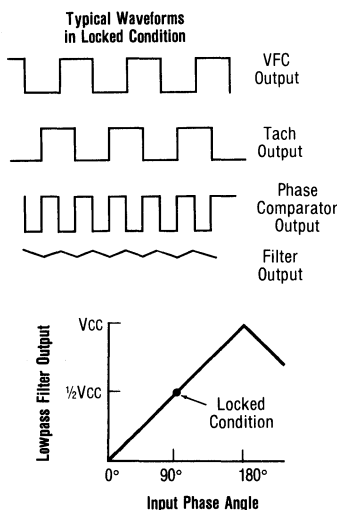 Typical Waveforms
in Locked Condition
VFC
Output
Tach
Output
Phase
Comparator
Output
Filter
Output
Lowpass Filter Output
VCC
½VCC
Locked
Condition
0° 90° 180°
Input Phase Angle